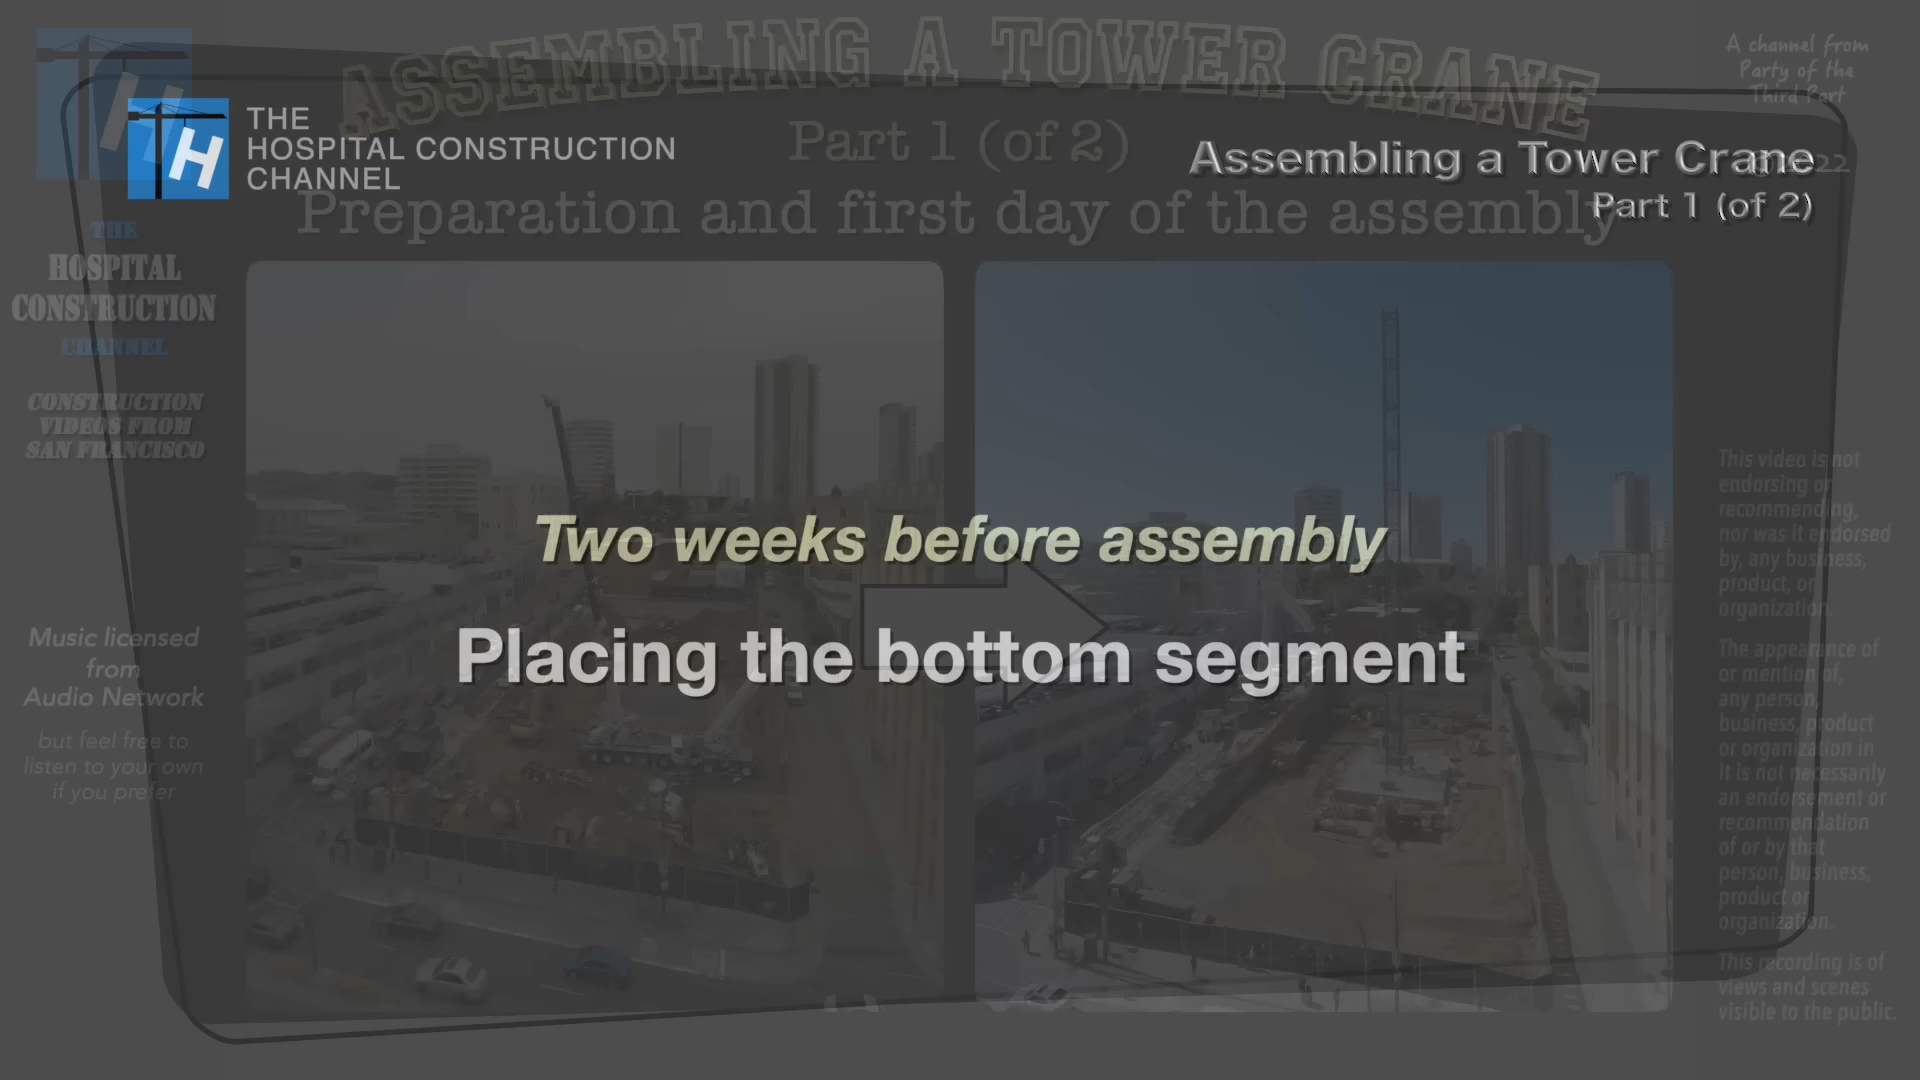 ASSEMBLING A TOWER CRANE
Part 1 (of 2)
Preparation and first day of the assembly
A channel from
Party of the
Third Part
H
H
THE
HOSPITAL CONSTRUCTION
CHANNEL
Assembling a Tower Crane
Part 1 (of 2)
THE
HOSPITAL
CONSTRUCTION
CHANNEL
CONSTRUCTION
VIDEOS FROM
SAN FRANCISCO
Two weeks before assembly
Placing the bottom segment
Music licensed
from
Audio Network
but feel free to
listen to your own
if you prefer
This video is not
endorsing or
recommending,
nor was it endorsed
by, any business,
product, or
organization.
The appearance of
or mention of,
any person,
business, product
or organization in
it is not necessarily
an endorsement or
recommendation
of or by that
person, business,
product or
organization.
This recording is of
views and scenes
visible to the public.